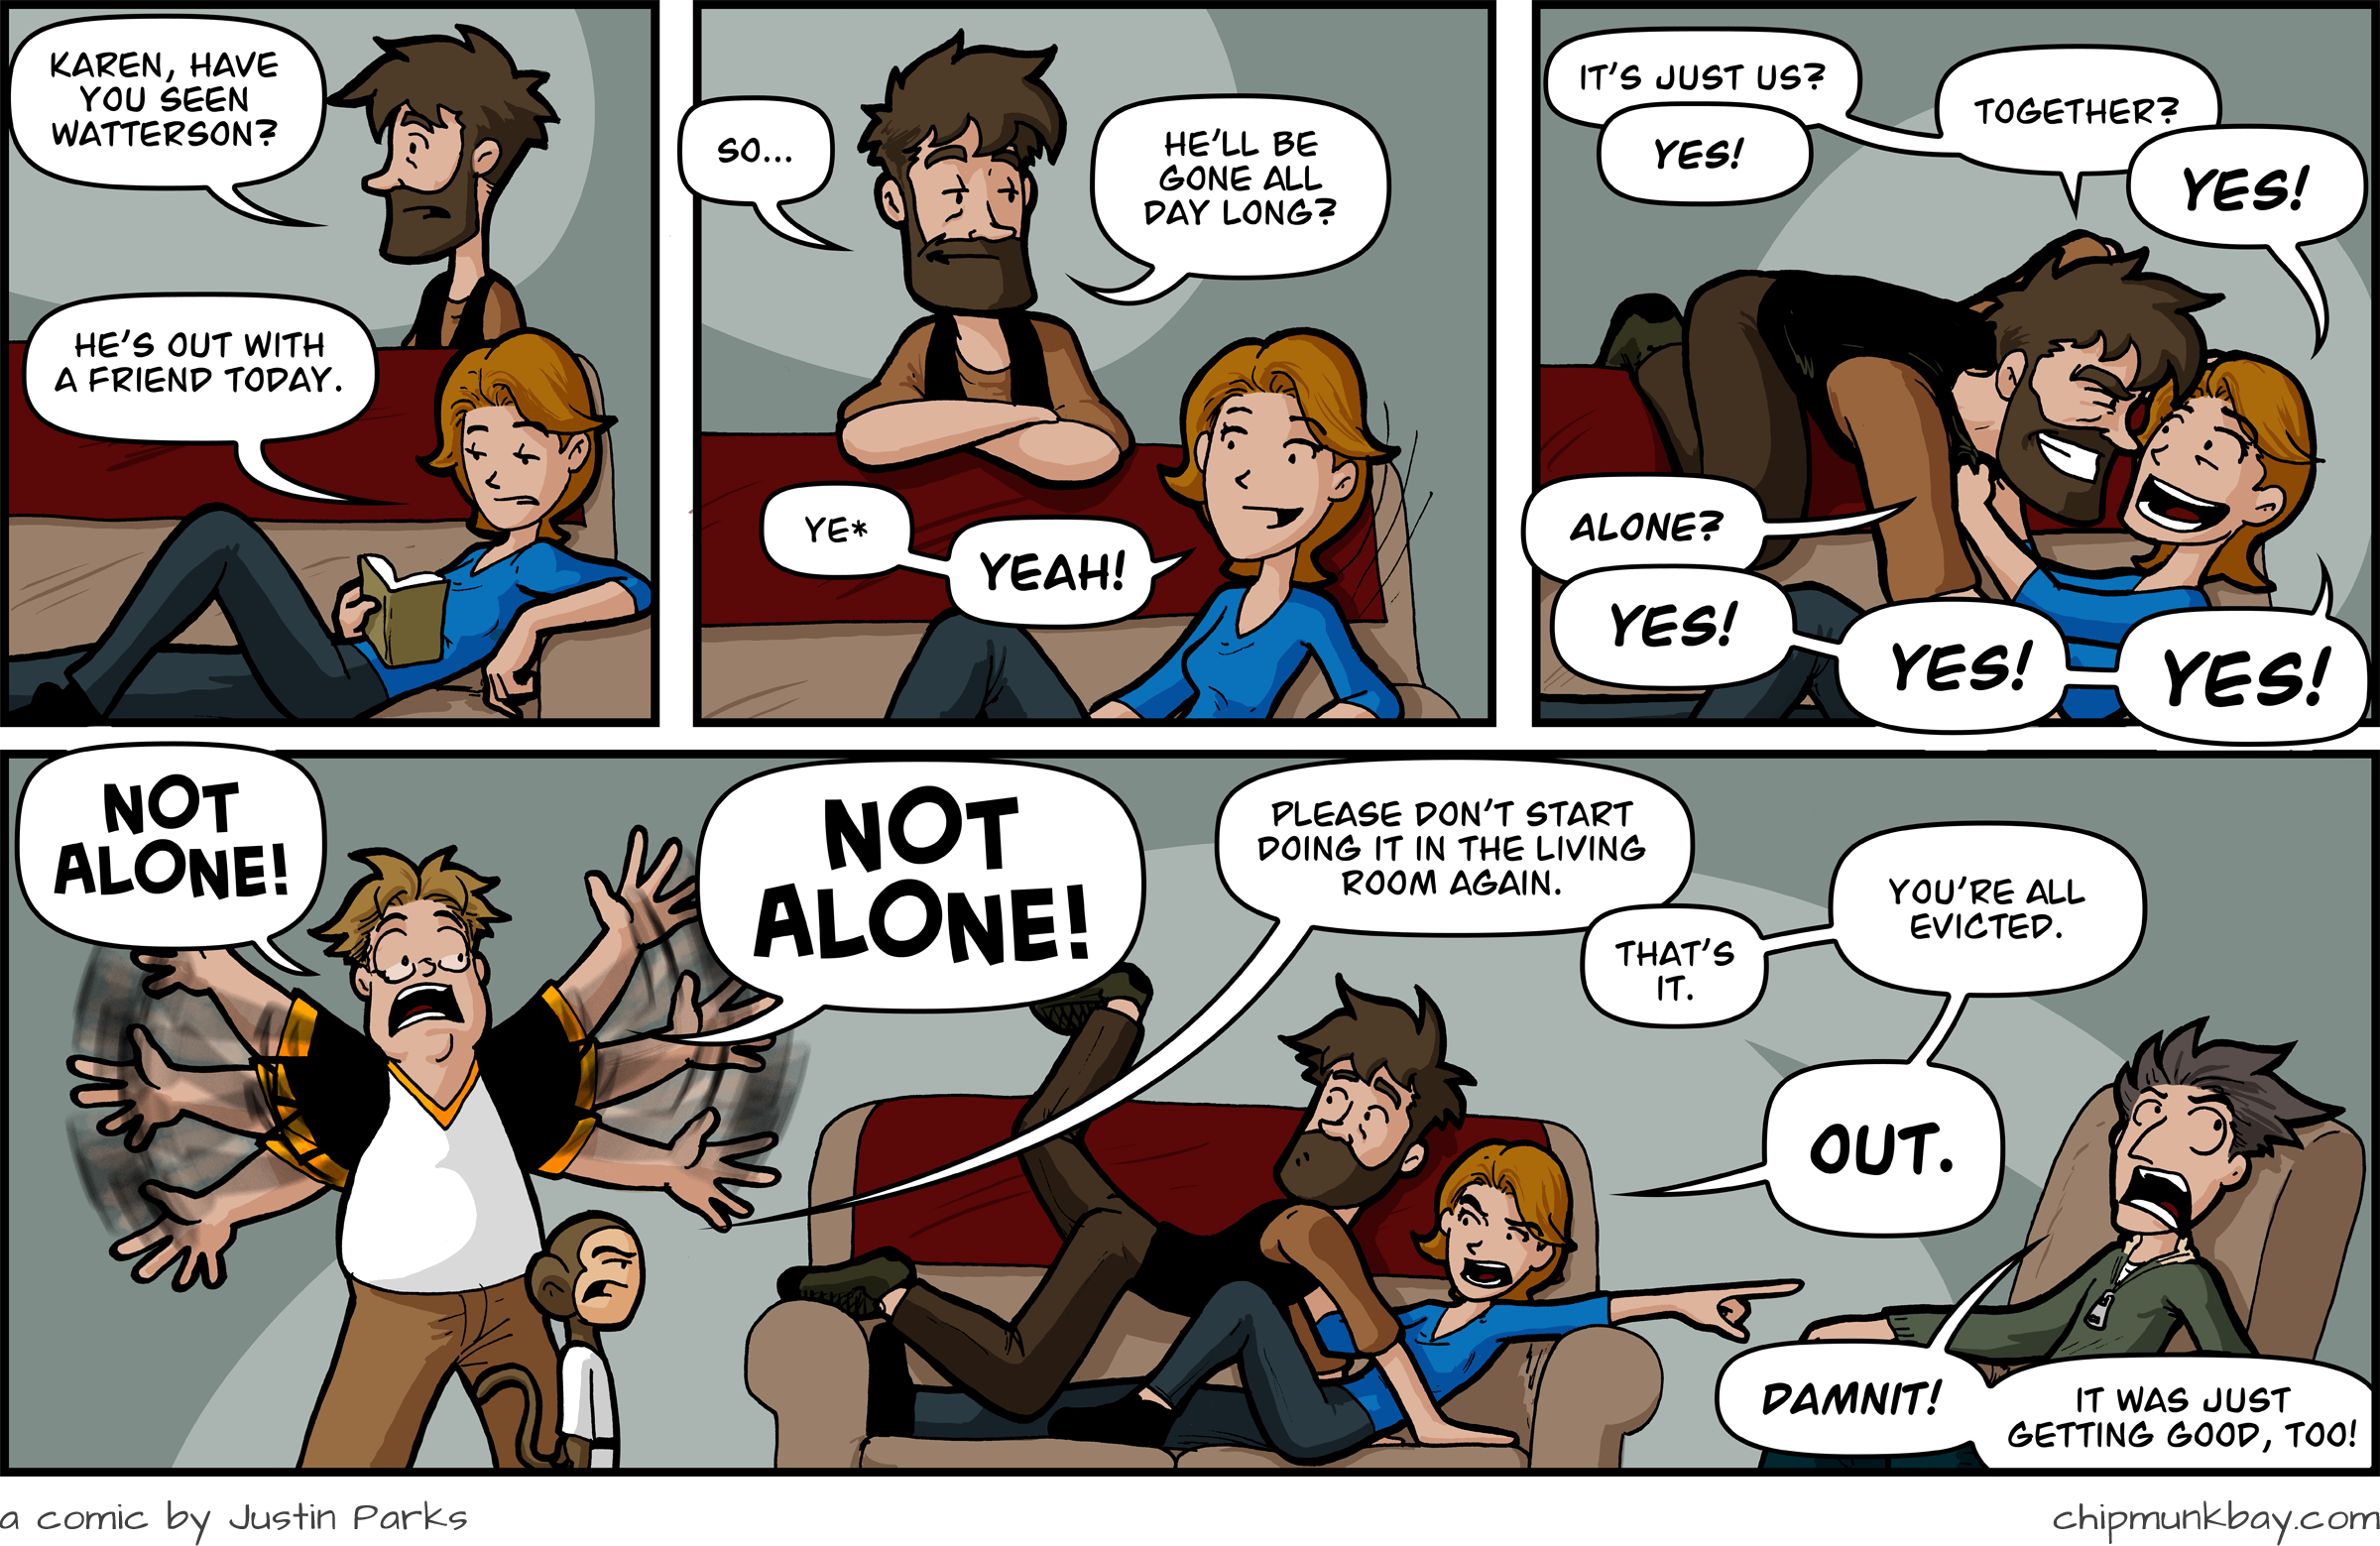 KAREN, HAVE
YOU SEEN
WATTERSON?
HE'S OUT WITH
A FRIEND TODAY.
SO...
HE'LL BE
GONE ALL
DAY LONG?
YE*
YEAH!
IT'S JUST US?
YES!
TOGETHER?
YES!
ALONE?
YES!
YES!
YES!
NOT
ALONE!
NOT
ALONE!
PLEASE DON'T START
DOING IT IN THE LIVING
ROOM AGAIN.
THAT'S
IT.
YOU'RE ALL
EVICTED.
OUT.
DAMNIT!
IT WAS JUST
GETTING GOOD, TOO!
a comic by Justin Parks
chipmunkbay.com